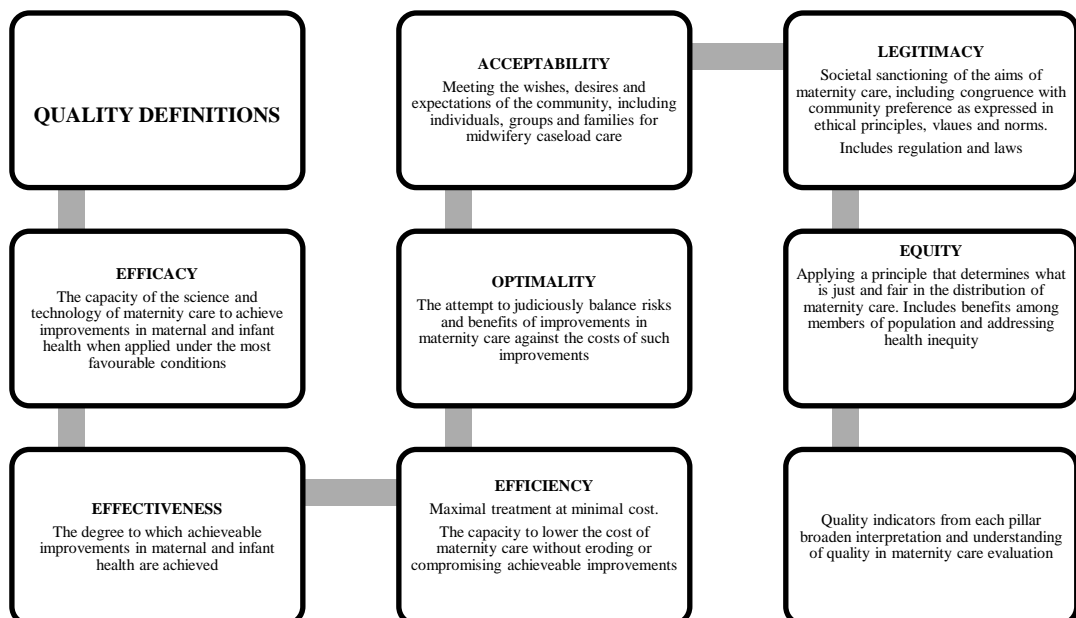 QUALITY DEFINITIONS
EFFICACY
The capacity of the science and
technology of maternity care to achieve
improvements in maternal and infant
health when applied under the most
favourable conditions
EFFECTIVENESS
The degree to which achieveable
improvements in maternal and infant
health are achieved
EFFICIENCY
Maximal treatment at minimal cost.
The capacity to lower the cost of
maternity care without eroding or
compromising achieveable improvements
OPTIMALITY
The attempt to judiciously balance risks
and benefits of improvements in
maternity care against the costs of such
improvements
ACCEPTABILITY
Meeting the wishes, desires and
expectations of the community, including
individuals, groups and families for
midwifery caseload care
LEGITIMACY
Societal sanctioning of the aims of
maternity care, including congruence with
community preference as expressed in
ethical principles, vlaues and norms.
Includes regulation and laws
EQUITY
Applying a principle that determines what
is just and fair in the distribution of
maternity care. Includes benefits among
members of population and addressing
health inequity
Quality indicators from each pillar
broaden interpretation and understanding
of quality in maternity care evaluation